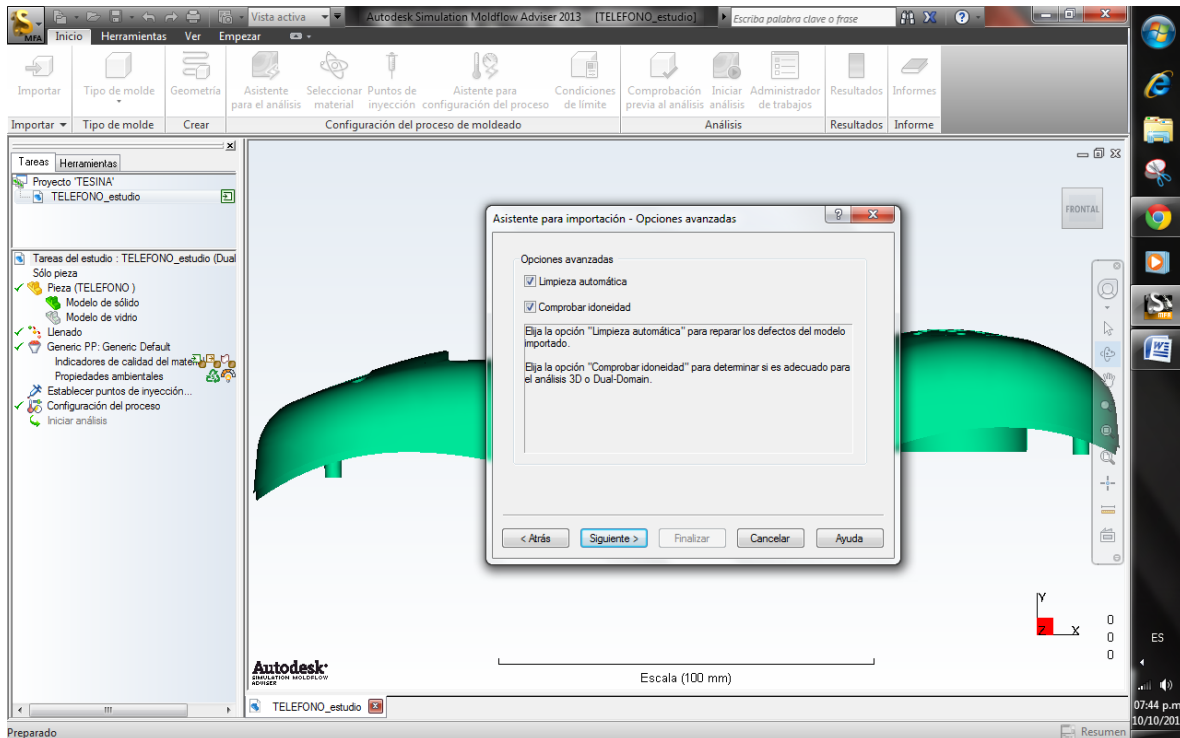 Vista activa
Autodesk Simulation Moldflow Adviser 2013 [TELEFONO_estudio]
Escriba palabra clave o frase
MFA
Inicio Herramientas Ver Empezar
Importar
Tipo de molde
Geometría
Asistente para el análisis
Seleccionar material
Puntos de inyección
Aistente para configuración del proceso
Condiciones de límite
Comprobación previa al análisis
Iniciar análisis
Administrador de trabajos
Resultados
Informes
Importar Tipo de molde Crear Configuración del proceso de moldeado Análisis Resultados Informe
Tareas Herramientas
Proyecto 'TESINA'
TELEFONO_estudio
Tareas del estudio : TELEFONO_estudio (Dual
Sólo pieza
Pieza (TELEFONO )
Modelo de sólido
Modelo de vidrio
Llenado
Generic PP: Generic Default
Indicadores de calidad del mater
Propiedades ambientales
Establecer puntos de inyección...
Configuración del proceso
Iniciar análisis
FRONTAL
Asistente para importación - Opciones avanzadas
Opciones avanzadas
Limpieza automática
Comprobar idoneidad
Elija la opción "Limpieza automática" para reparar los defectos del modelo
importado.
Elija la opción "Comprobar idoneidad" para determinar si es adecuado para
el análisis 3D o Dual-Domain.
< Atrás Siguiente > Finalizar Cancelar Ayuda
Y
Z X
0
0
0
Autodesk
SIMULATION MOLDFLOW
ADVISER
Escala (100 mm)
TELEFONO_estudio
Preparado
Resumen
MFA
ES
07:44 p.m
10/10/201